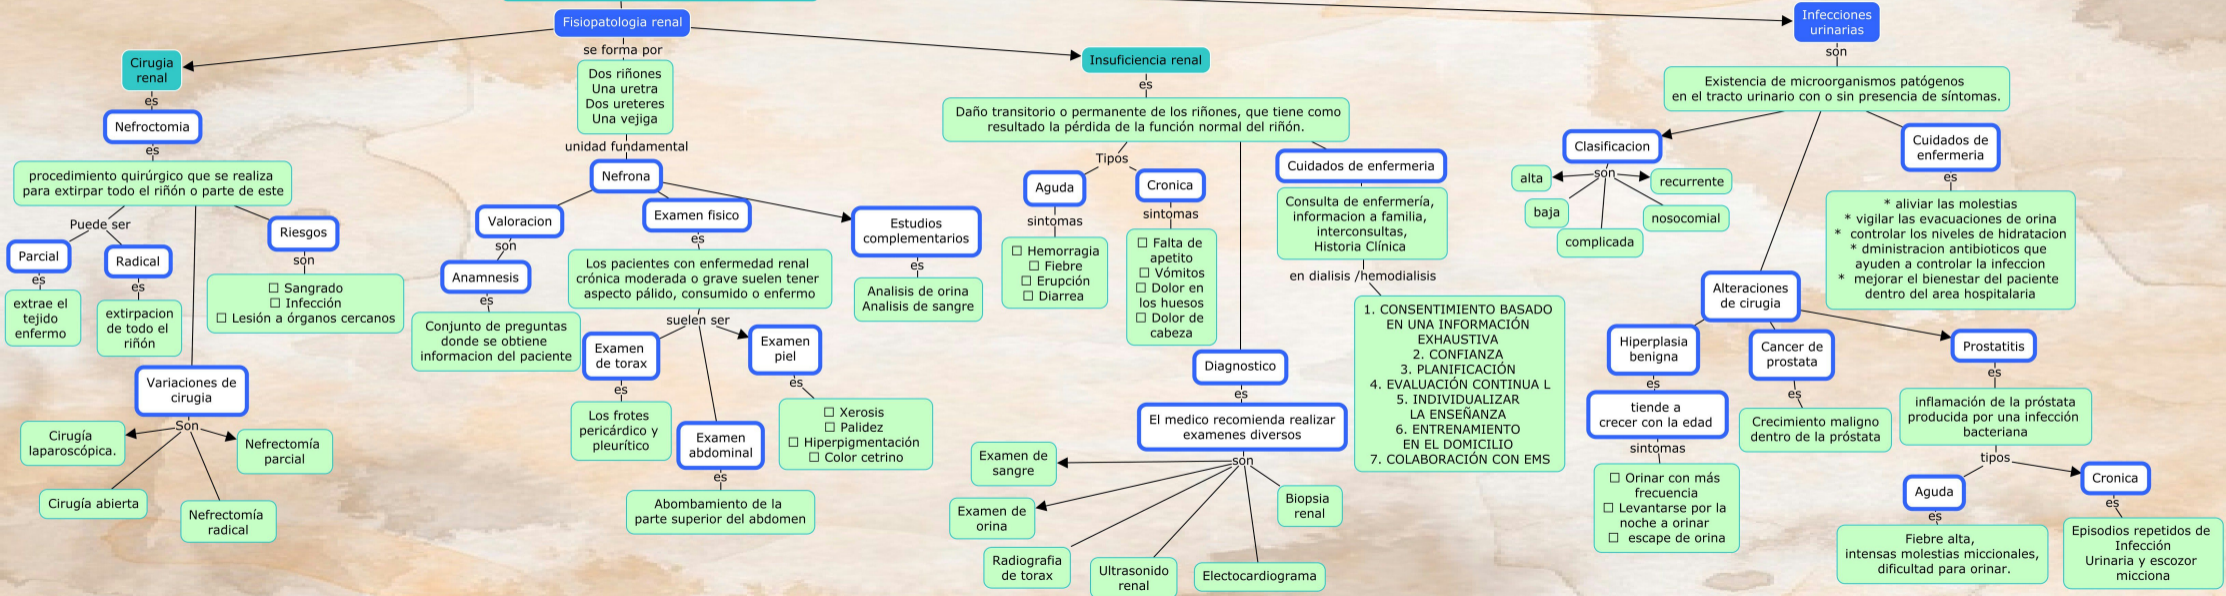 Fisiopatologia renal
se forma por
Dos riñones
Una uretra
Dos ureteres
Una vejiga
unidad fundamental
Nefrona
Valoracion
son
Anamnesis
es
Conjunto de preguntas
donde se obtiene
informacion del paciente
Examen fisico
es
Los pacientes con enfermedad renal
crónica moderada o grave suelen tener
aspecto pálido, consumido o enfermo
suelen ser
Examen
de torax
es
Los frotes
pericárdico y
pleurítico
Examen
abdominal
es
Abombamiento de la
parte superior del abdomen
Examen
piel
es
☐ Xerosis
☐ Palidez
☐ Hiperpigmentación
☐ Color cetrino
Estudios
complementarios
es
Analisis de orina
Analisis de sangre
Cirugia
renal
es
Nefroctomia
es
procedimiento quirúrgico que se realiza
para extirpar todo el riñón o parte de este
Puede ser
Parcial
es
extrae el
tejido
enfermo
Radical
es
extirpacion
de todo el
riñón
Riesgos
son
☐ Sangrado
☐ Infección
☐ Lesión a órganos cercanos
Variaciones de
cirugia
Son
Cirugía
laparoscópica.
Cirugía abierta
Nefrectomía
radical
Nefrectomía
parcial
Insuficiencia renal
es
Daño transitorio o permanente de los riñones, que tiene como
resultado la pérdida de la función normal del riñón.
Tipos
Aguda
sintomas
☐ Hemorragia
☐ Fiebre
☐ Erupción
☐ Diarrea
Cronica
sintomas
☐ Falta de
apetito
☐ Vómitos
☐ Dolor en
los huesos
☐ Dolor de
cabeza
Diagnostico
es
El medico recomienda realizar
examenes diversos
son
Examen de
sangre
Examen de
orina
Radiografia
de torax
Ultrasonido
renal
Electocardiograma
Biopsia
renal
Cuidados de enfermeria
Consulta de enfermería,
informacion a familia,
interconsultas,
Historia Clínica
en dialisis /hemodialisis
1. CONSENTIMIENTO BASADO
EN UNA INFORMACIÓN
EXHAUSTIVA
2. CONFIANZA
3. PLANIFICACIÓN
4. EVALUACIÓN CONTINUA L
5. INDIVIDUALIZAR
LA ENSEÑANZA
6. ENTRENAMIENTO
EN EL DOMICILIO
7. COLABORACIÓN CON EMS
Infecciones
urinarias
son
Existencia de microorganismos patógenos
en el tracto urinario con o sin presencia de síntomas.
Clasificacion
son
alta
baja
complicada
nosocomial
recurrente
Cuidados de
enfermeria
es
* aliviar las molestias
* vigilar las evacuaciones de orina
* controlar los niveles de hidratacion
* dministracion antibioticos que
ayuden a controlar la infeccion
* mejorar el bienestar del paciente
dentro del area hospitalaria
Alteraciones
de cirugia
Hiperplasia
benigna
es
tiende a
crecer con la edad
sintomas
☐ Orinar con más
frecuencia
☐ Levantarse por la
noche a orinar
☐ escape de orina
Cancer de
prostata
es
Crecimiento maligno
dentro de la próstata
Prostatitis
es
inflamación de la próstata
producida por una infección
bacteriana
tipos
Aguda
es
Fiebre alta,
intensas molestias miccionales,
dificultad para orinar.
Cronica
es
Episodios repetidos de
Infección
Urinaria y escozor
micciona